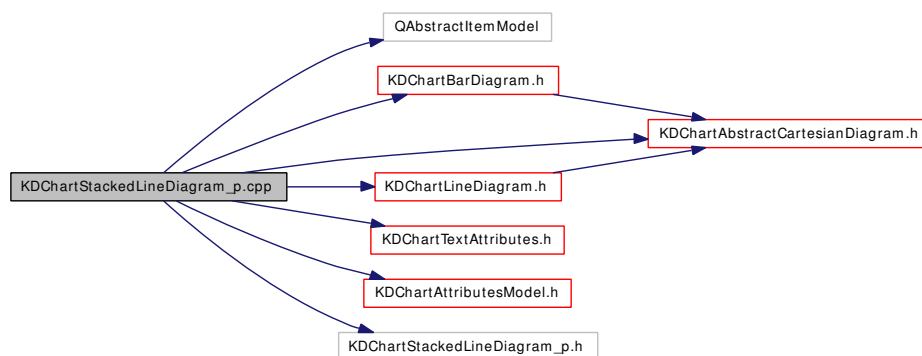 QAbstractItemModel
KDChartBarDiagram.h
KDChartAbstractCartesianDiagram.h
KDChartStackedLineDiagram_p.cpp
KDChartLineDiagram.h
KDChartTextAttributes.h
KDChartAttributesModel.h
KDChartStackedLineDiagram_p.h